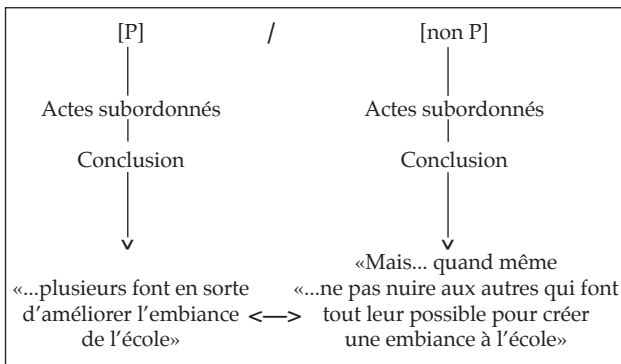 [P] / [non P]
Actes subordonnés Actes subordonnés
Conclusion Conclusion
«Mais... quand même
«...plusieurs font en sorte «...ne pas nuire aux autres qui font
d'améliorer l'embiance <—> tout leur possible pour créer
de l'école» une embiance à l'école»